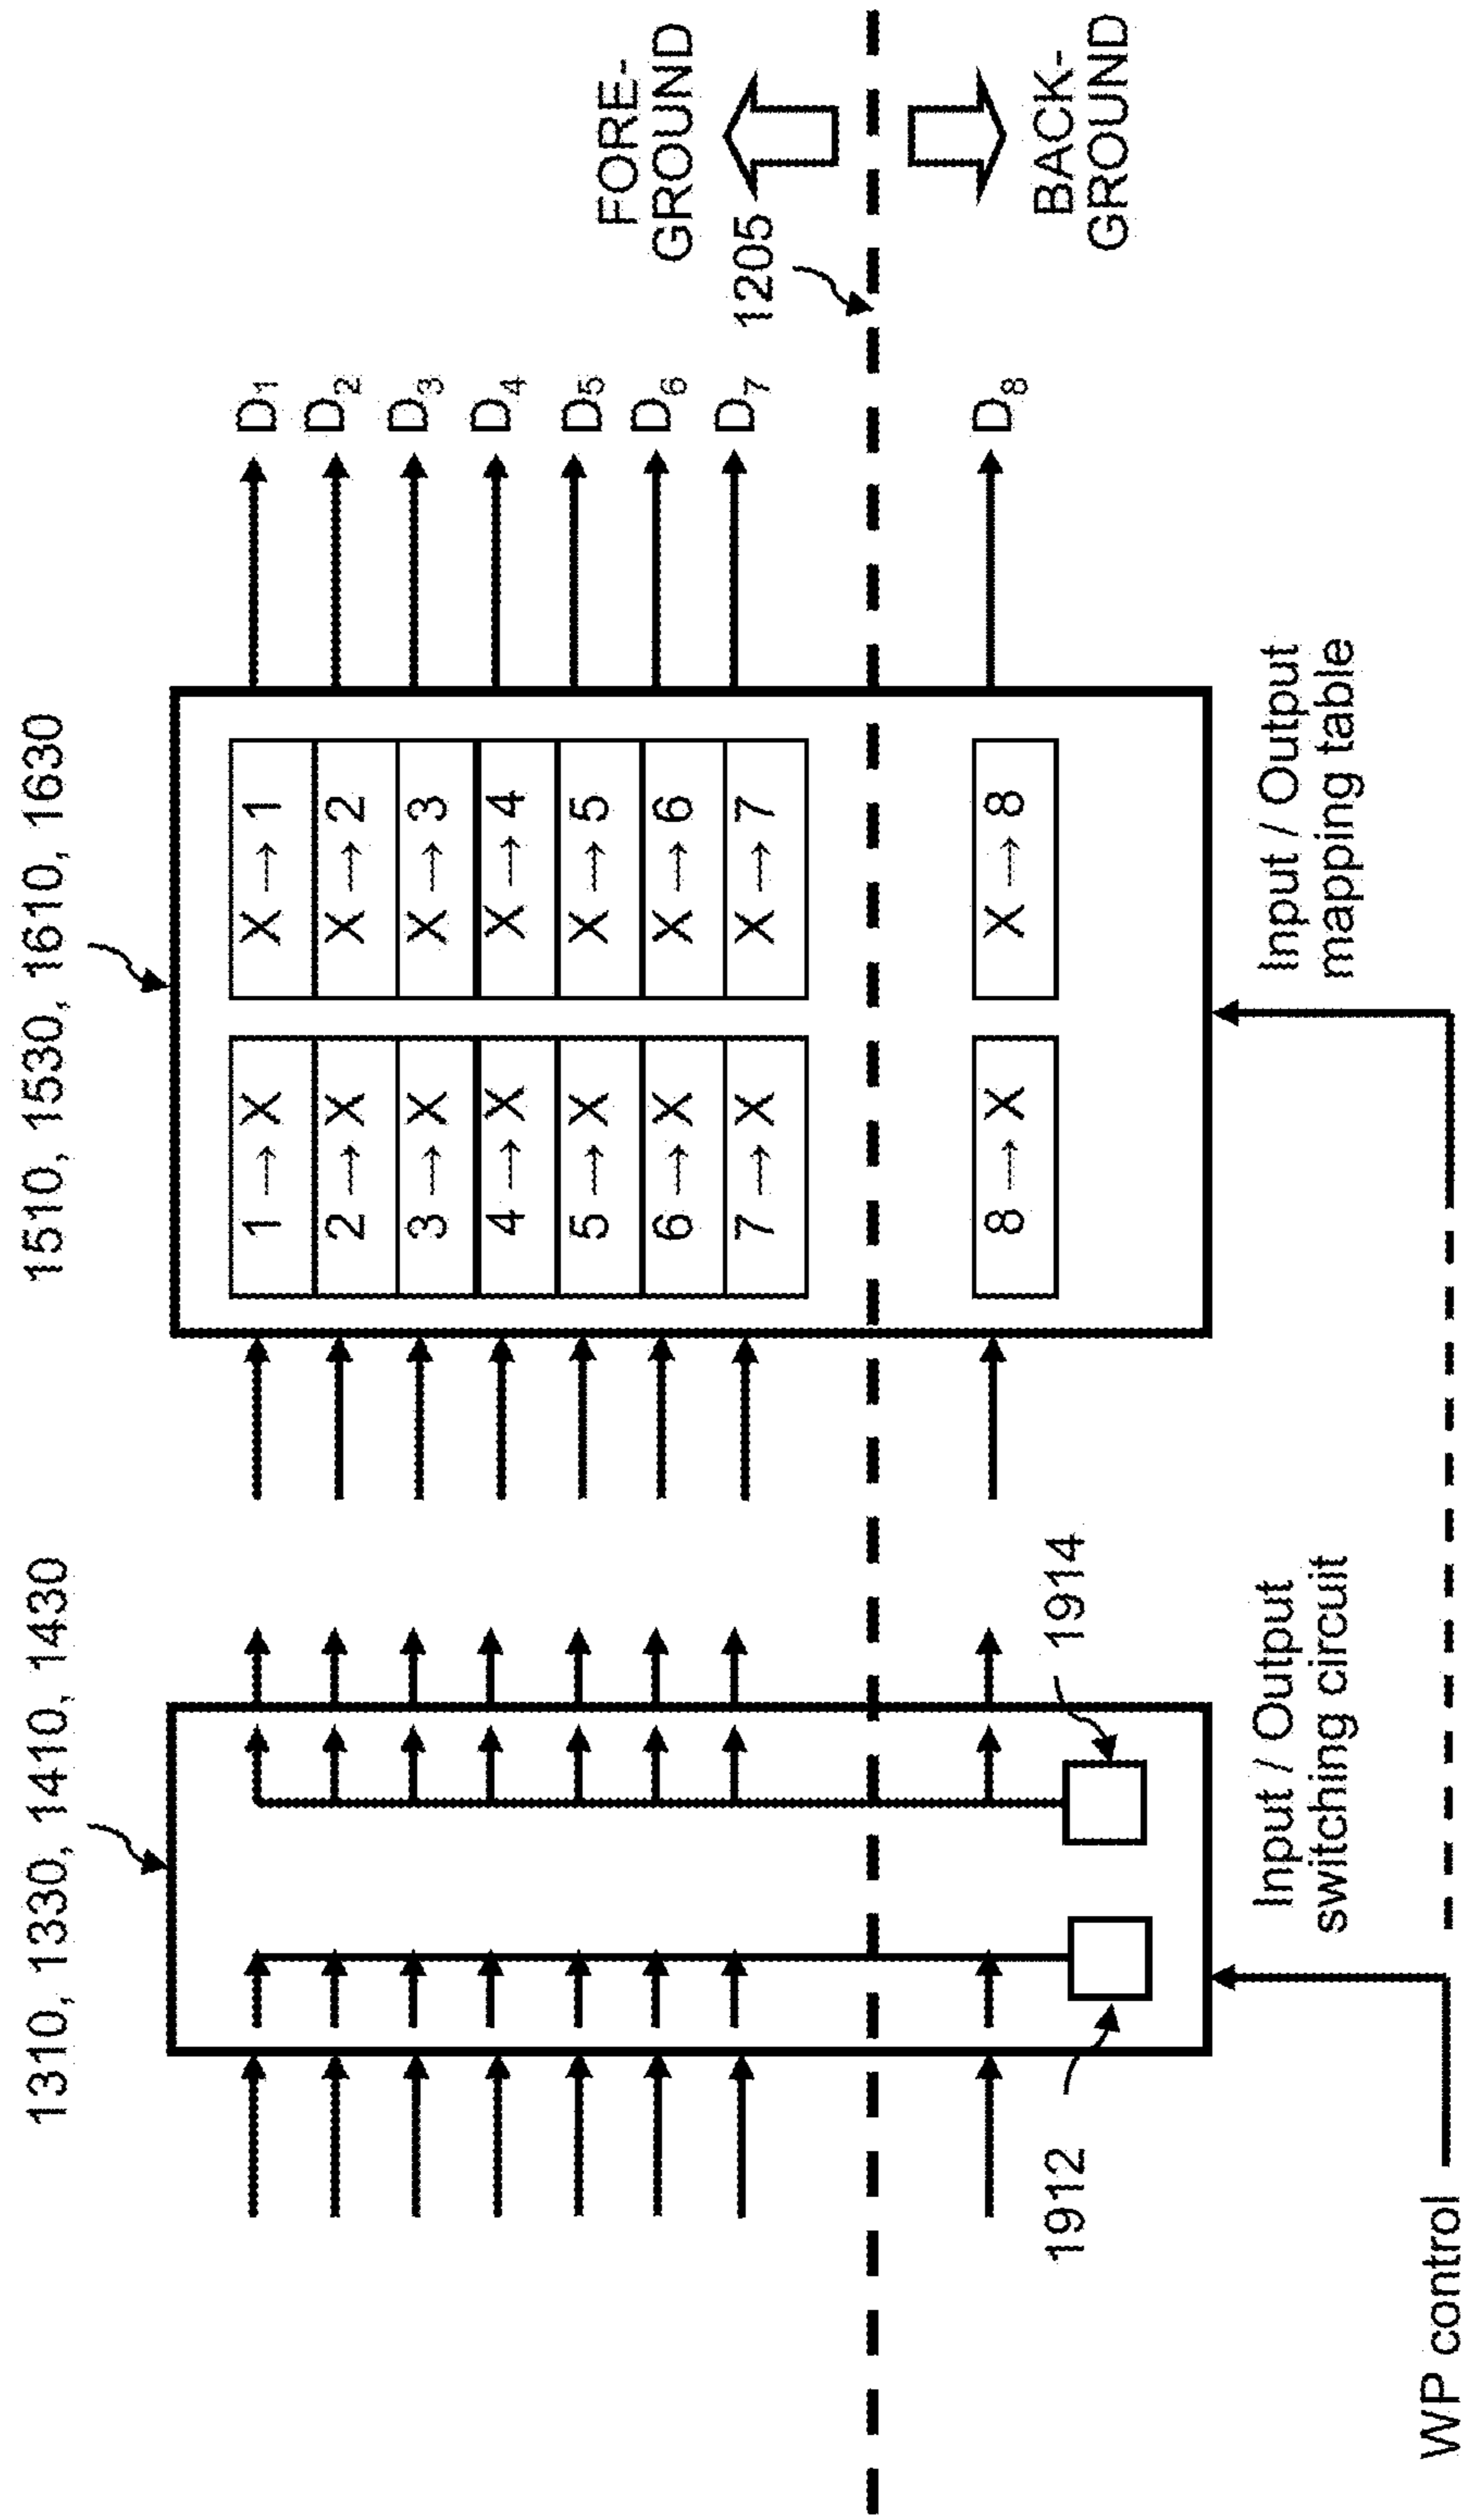 1310, 1330, 1410, 1430
1510, 1530, 1610, 1630
1 → X
2 → X
3 → X
4 → X
5 → X
6 → X
7 → X
8 → X
X → 1
X → 2
X → 3
X → 4
X → 5
X → 6
X → 7
X → 8
D1
D2
D3
D4
D5
D6
D7
D8
FORE-
GROUND
1205
BACK-
GROUND
1912
1914
Input / Output
switching circuit
Input / Output
mapping table
WP control